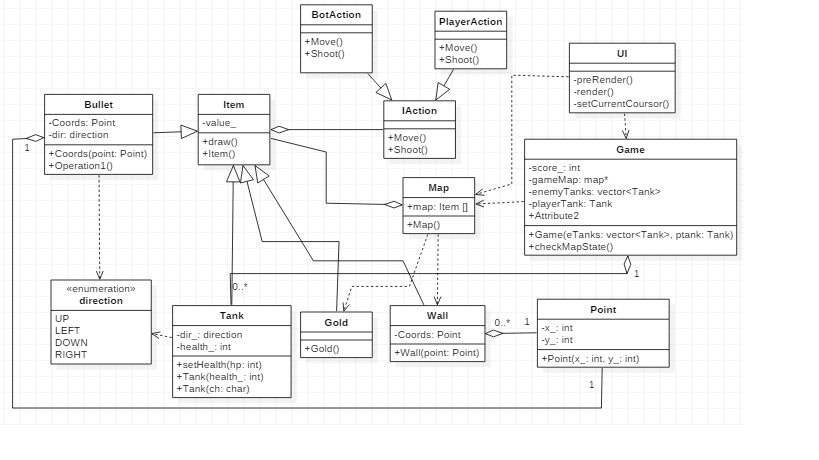 BotAction
+Move()
+Shoot()
PlayerAction
+Move()
+Shoot()
UI
-preRender()
-render()
-setCurrentCoursor()
Bullet
-Coords: Point
-dir: direction
+Coords(point: Point)
+Operation1()
1
Item
-value_
+draw()
+Item()
IAction
+Move()
+Shoot()
Game
-score_: int
-gameMap: map*
-enemyTanks: vector<Tank>
-playerTank: Tank
+Attribute2
+Game(eTanks: vector<Tank>, ptank: Tank)
+checkMapState()
1
Map
+map: Item []
+Map()
«enumeration»
direction
UP
LEFT
DOWN
RIGHT
0..*
Tank
-dir_: direction
-health_: int
+setHealth(hp: int)
+Tank(health_: int)
+Tank(ch: char)
Gold
+Gold()
Wall
-Coords: Point
+Wall(point: Point)
0..*
1
Point
-x_: int
-y_: int
+Point(x_: int, y_: int)
1